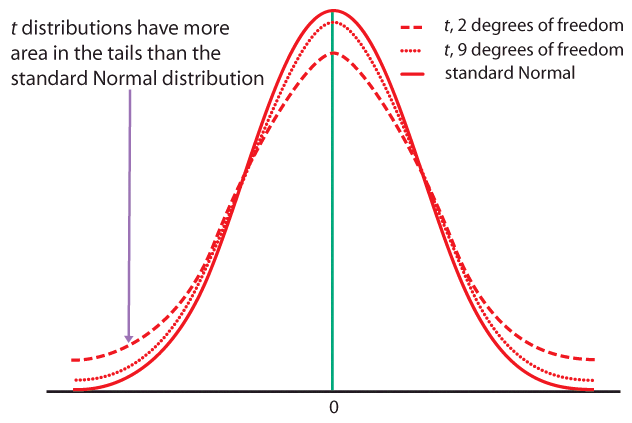 t distributions have more
area in the tails than the
standard Normal distribution
t, 2 degrees of freedom
t, 9 degrees of freedom
standard Normal
0